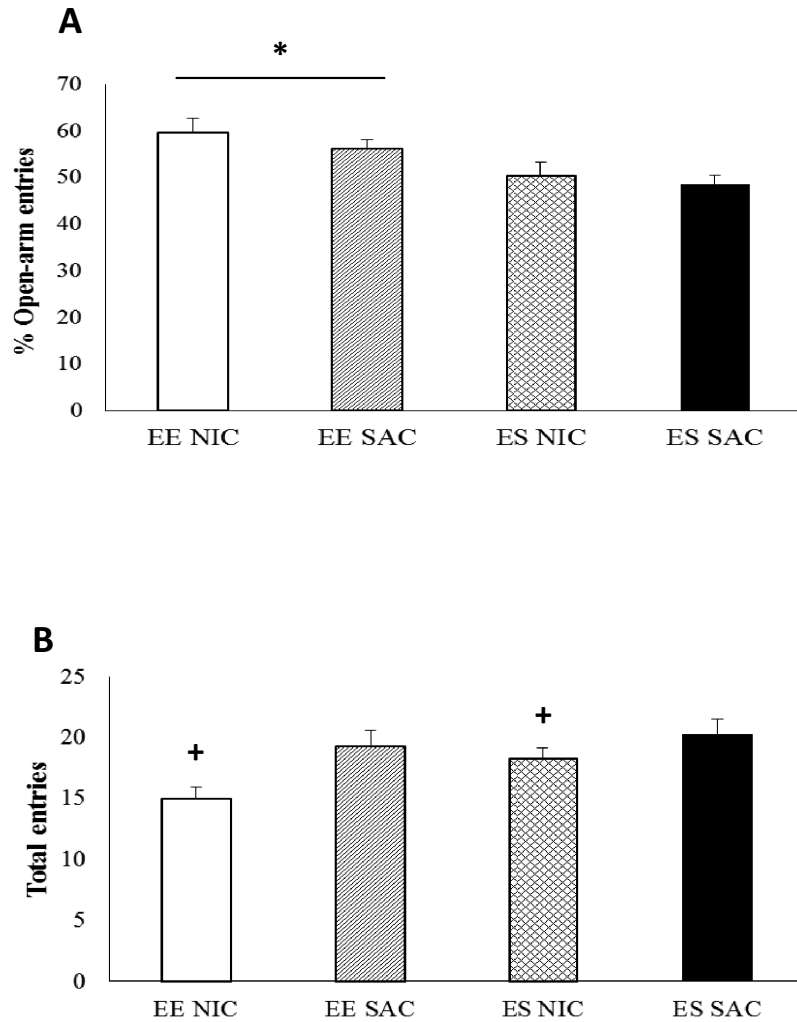 A
*
% Open-arm entries
70
60
50
40
30
20
10
0
EE NIC EE SAC ES NIC ES SAC
B
Total entries
25
20
15
10
5
0
+ +
EE NIC EE SAC ES NIC ES SAC